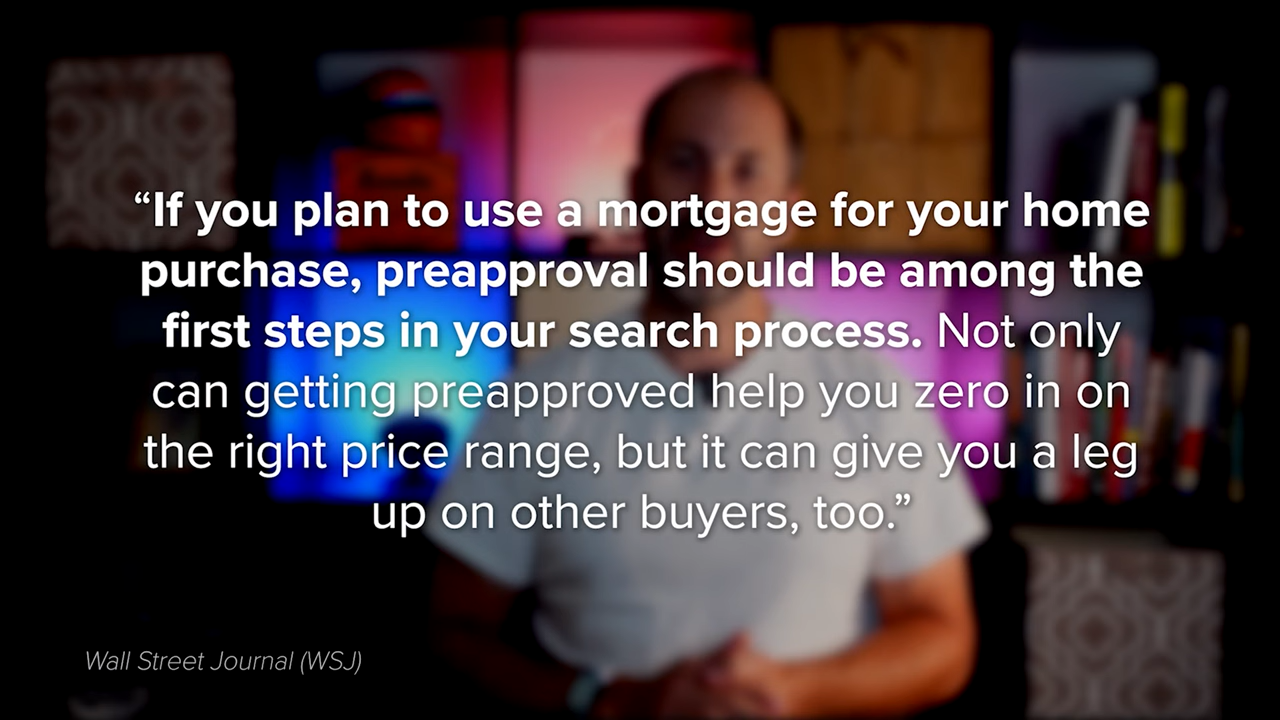 “If you plan to use a mortgage for your home
purchase, preapproval should be among the
first steps in your search process. Not only
can getting preapproved help you zero in on
the right price range, but it can give you a leg
up on other buyers, too.”
Wall Street Journal (WSJ)